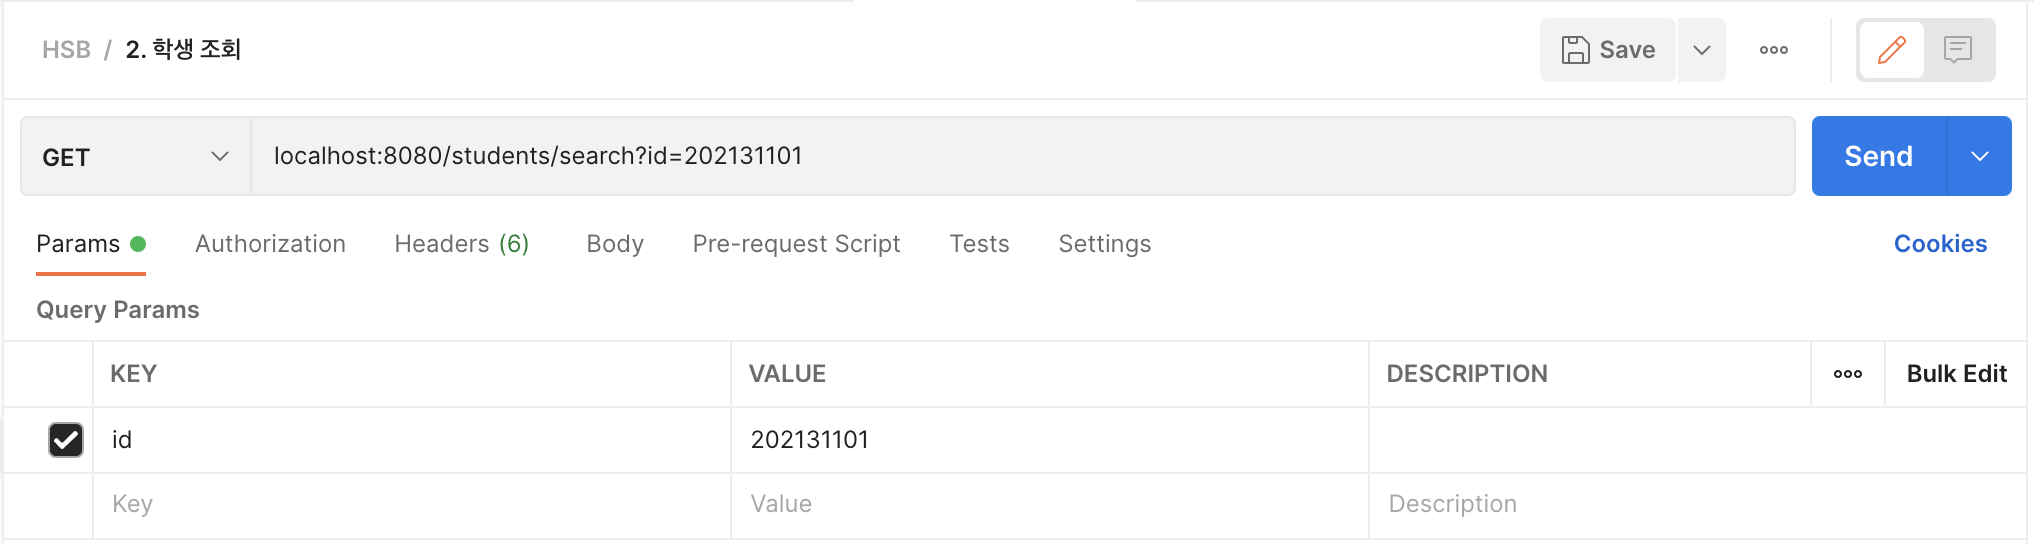 HSB / 2. 학생 조회
Save
GET
localhost:8080/students/search?id=202131101
Send
Params Authorization Headers (6) Body Pre-request Script Tests Settings Cookies
Query Params
KEY VALUE DESCRIPTION Bulk Edit
id 202131101
Key Value Description